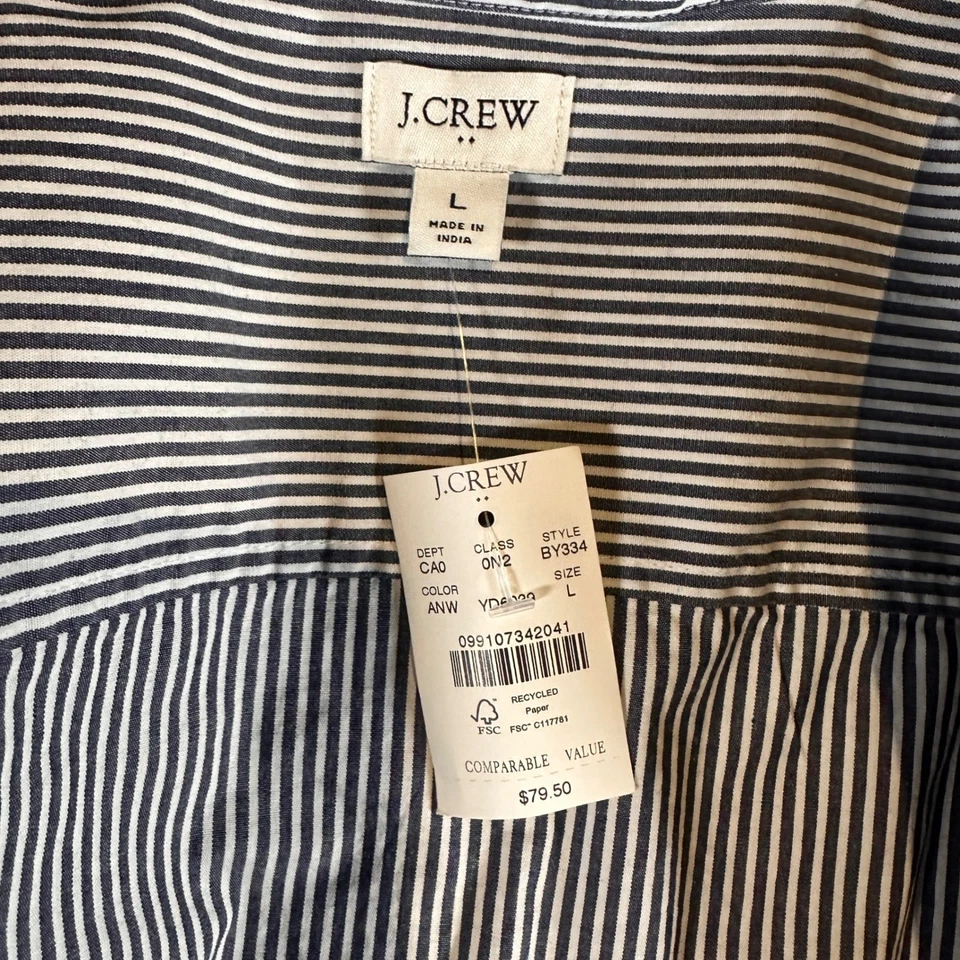 J.CREW
L
MADE IN
INDIA
J.CREW
DEPT CLASS STYLE
CA0 0N2 BY334
COLOR SIZE
ANW L
099107342041
RECYCLED
Paper
FSC FSC™ C117761
COMPARABLE VALUE
$79.50